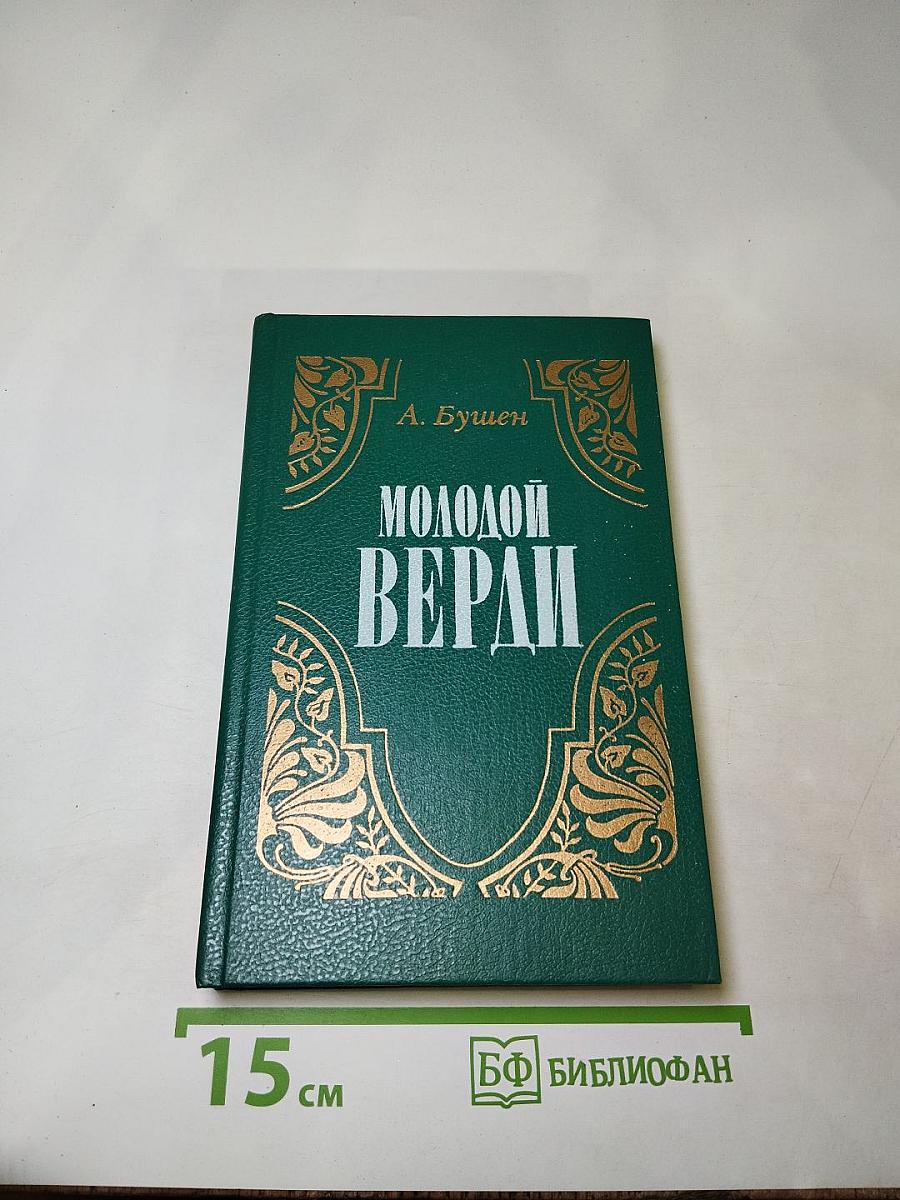 А. Бушен
МОЛОДОЙ
ВЕРДИ
15 см
БФ БИБЛИОФАН